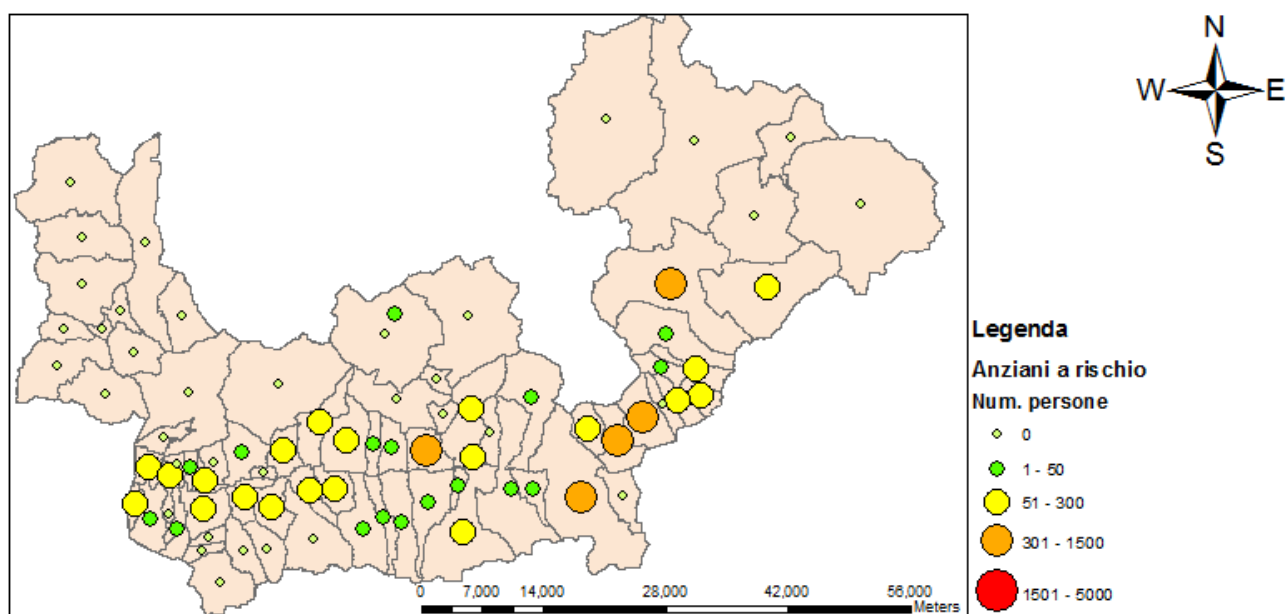 N
W E
S
Legenda
Anziani a rischio
Num. persone
0
1 - 50
51 - 300
301 - 1500
1501 - 5000
0 7,000 14,000 28,000 42,000 56,000
Meters